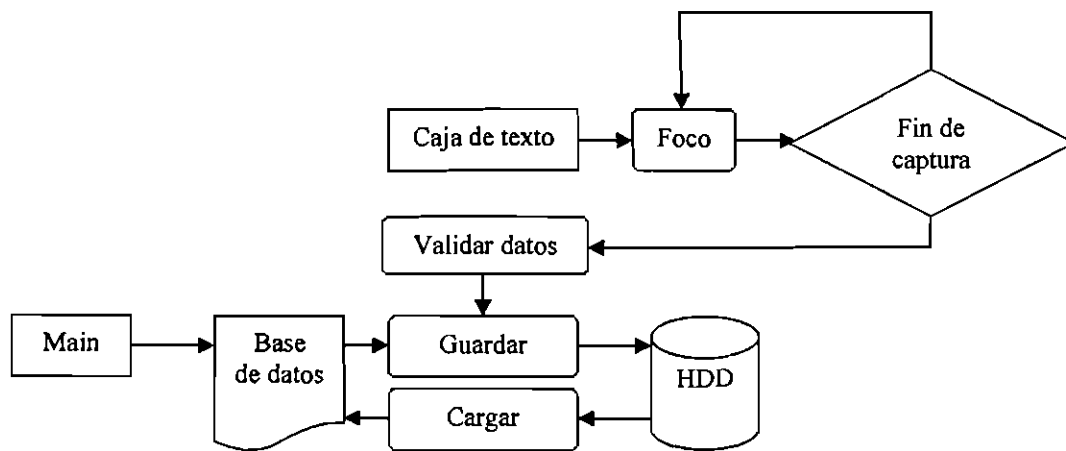 Caja de texto
Foco
Fin de
captura
Validar datos
Main
Base
de datos
Guardar
HDD
Cargar